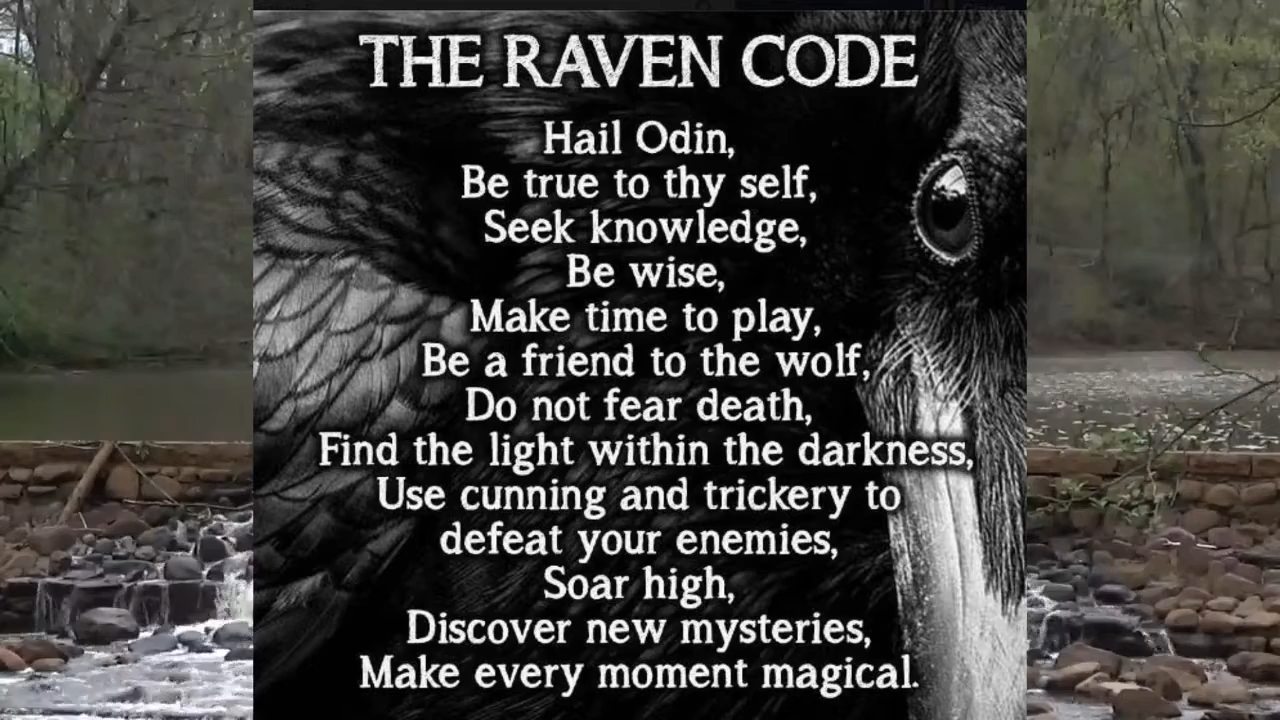 THE RAVEN CODE
Hail Odin,
Be true to thy self,
Seek knowledge,
Be wise,
Make time to play,
Be a friend to the wolf,
Do not fear death,
Find the light within the darkness,
Use cunning and trickery to
defeat your enemies,
Soar high,
Discover new mysteries,
Make every moment magical.